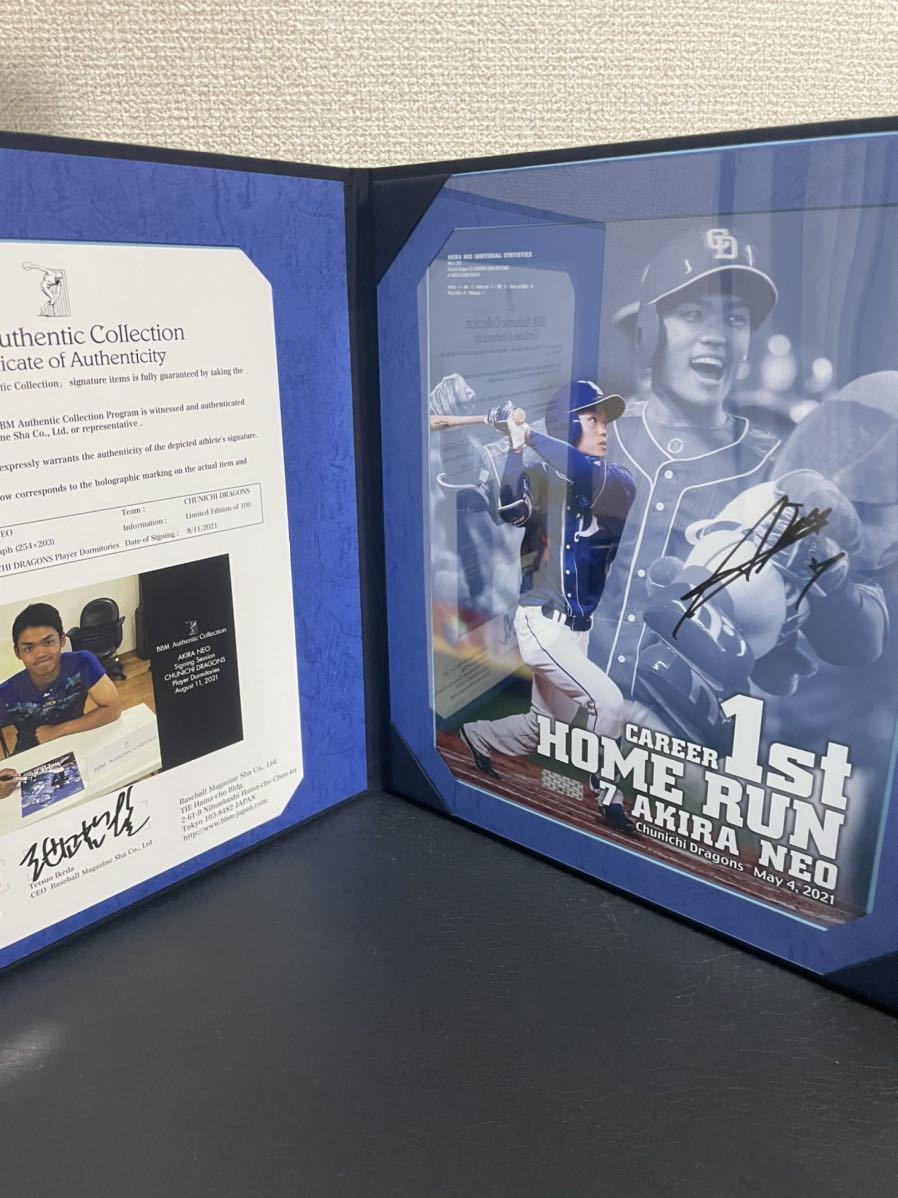 Authentic Collection
icate of Authenticity
tic Collection」 signature items is fully guaranteed by taking the
BM Authentic Collection Program is witnessed and authenticated
ne Sha Co., Ltd. or representative .
expressly warrants the authenticity of the depicted athlete's signature.
ow corresponds to the holographic marking on the actual item and
EO Team : CHUNICHI DRAGONS
aph (254×203) Information : Limited Edition of 100
CHI DRAGONS Player Dormitories Date of Signing : 8/11/2021
BBM Authentic Collection
AKIRA NEO
Signing Session
CHUNICHI DRAGONS
Player Dormitories
August 11, 2021
BBM Authentic Collection
Tetsuo Ikeda
CEO Baseball Magazine Sha Co., Ltd
Baseball Magazine Sha Co., Ltd.
TIE Hama-cho Bldg.
2-61-9 Nihonbashi Hama-cho Chuo-ku
Tokyo 103-8482 JAPAN
http://www.bbm-japan.com
AKIRA NEO INDIVIDUAL STATISTICS
CD
CAREER 1st
HOME RUN
7 AKIRA NEO
Chunichi Dragons May 4, 2021